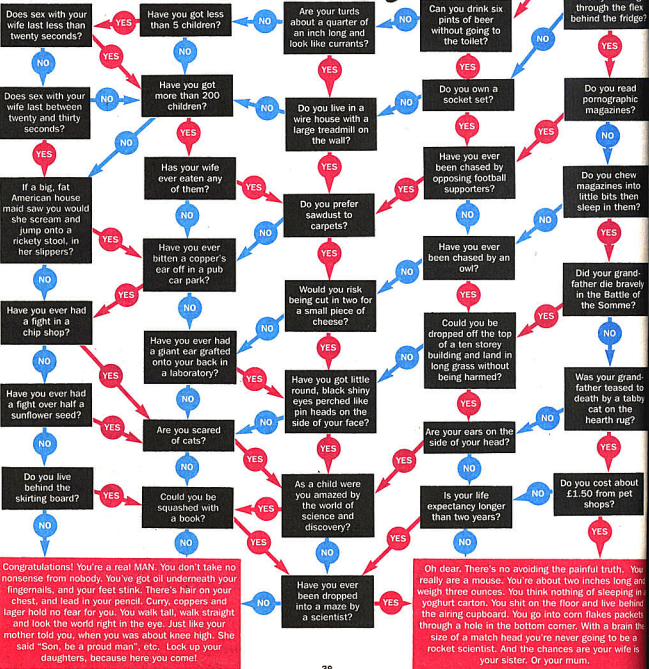 Does sex with your
wife last less than
twenty seconds?
YES
Have you got less
than 5 children?
NO
Are your turds
about a quarter of
an inch long and
look like currants?
NO
Can you drink six
pints of beer
without going to
the toilet?
through the flex
behind the fridge?
NO
YES
NO
YES
YES
NO
Does sex with your
wife last between
twenty and thirty
seconds?
NO
Have you got
more than 200
children?
NO
Do you live in a
wire house with a
large treadmill on
the wall?
NO
Do you own a
socket set?
Do you read
pornographic
magazines?
YES
NO
YES
YES
YES
YES
NO
If a big, fat
American house
maid saw you would
she scream and
jump onto a
rickety stool, in
her slippers?
Has your wife
ever eaten any
of them?
YES
Do you prefer
sawdust to
carpets?
YES
Have you ever
been chased by
opposing football
supporters?
Do you chew
magazines into
little bits then
sleep in them?
NO
NO
NO
NO
YES
YES
Have you ever
bitten a copper's
ear off in a pub
car park?
Have you ever
been chased by an
owl?
NO
YES
YES
NO
NO
YES
Would you risk
being cut in two for
a small piece of
cheese?
Did your grand-
father die bravely
in the Battle of
the Somme?
Have you ever had
a fight in a
chip shop?
NO
Have you ever had
a giant ear grafted
onto your back in
a laboratory?
YES
Could you be
dropped off the top
of a ten storey
building and land in
long grass without
being harmed?
YES
NO
NO
YES
NO
YES
Have you got little
round, black shiny
eyes perched like
pin heads on the
side of your face?
Was your grand-
father teased to
death by a tabby
cat on the
hearth rug?
Have you ever had
a fight over half a
sunflower seed?
YES
Are you scared
of cats?
NO
YES
Are your ears on the
side of your head?
NO
NO
NO
YES
YES
YES
NO
YES
Do you live
behind the
skirting board?
YES
Could you be
squashed with
a book?
YES
As a child were
you amazed by
the world of
science and
discovery?
Is your life
expectancy longer
than two years?
NO
Do you cost about
£1.50 from pet
shops?
NO
NO
YES
NO
YES
YES
Congratulations! You're a real MAN. You don't take no
nonsense from nobody. You've got oil underneath your
fingernails, and your feet stink. There's hair on your
chest, and lead in your pencil. Curry, coppers and
lager hold no fear for you. You walk tall, walk straight
and look the world right in the eye. Just like your
mother told you, when you was about knee high. She
said "Son, be a proud man", etc. Lock up your
daughters, because here you come!
NO
Have you ever
been dropped
into a maze by
a scientist?
YES
Oh dear. There's no avoiding the painful truth. You
really are a mouse. You're about two inches long and
weigh three ounces. You think nothing of sleeping in
yoghurt carton. You shit on the floor and live behind
the airing cupboard. You go into corn flakes packets
through a hole in the bottom corner. With a brain the
size of a match head you're never going to be a
rocket scientist. And the chances are your wife is
your sister. Or your mum.